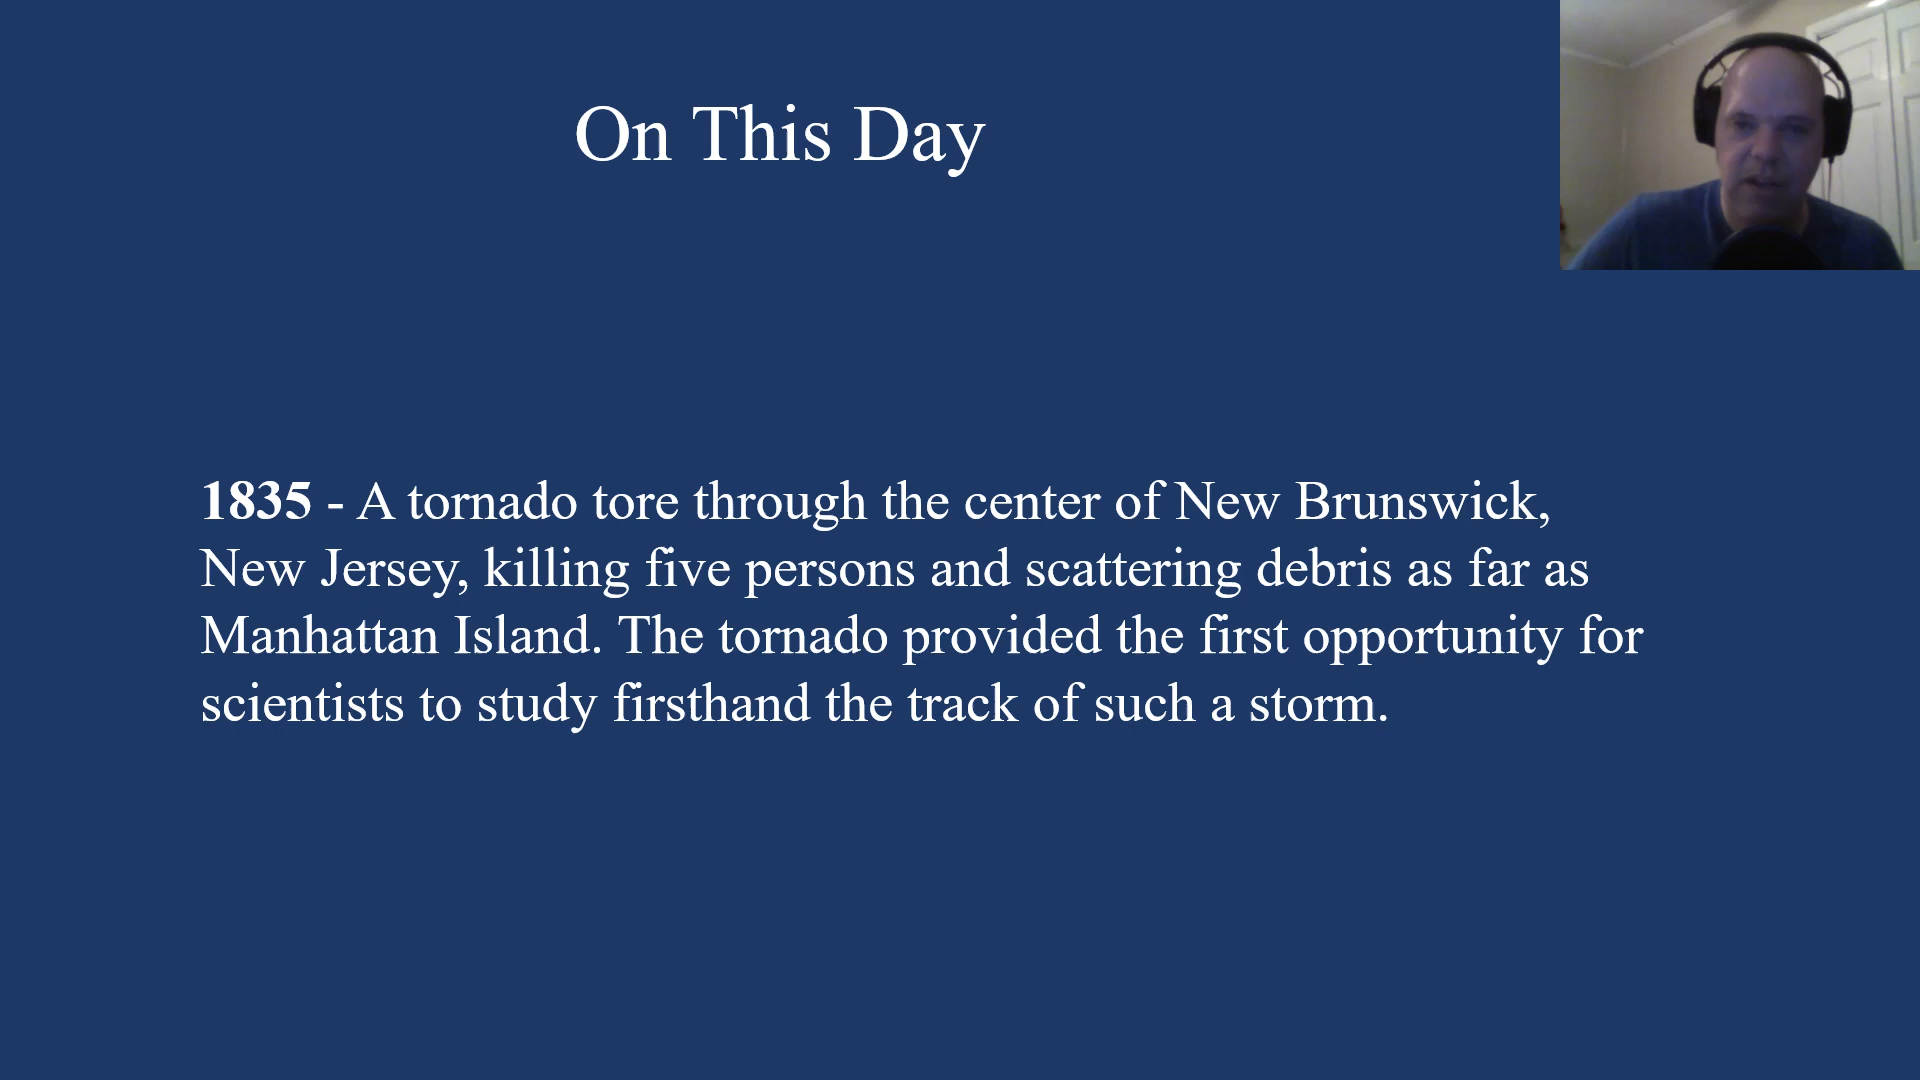 On This Day
1835 - A tornado tore through the center of New Brunswick,
New Jersey, killing five persons and scattering debris as far as
Manhattan Island. The tornado provided the first opportunity for
scientists to study firsthand the track of such a storm.